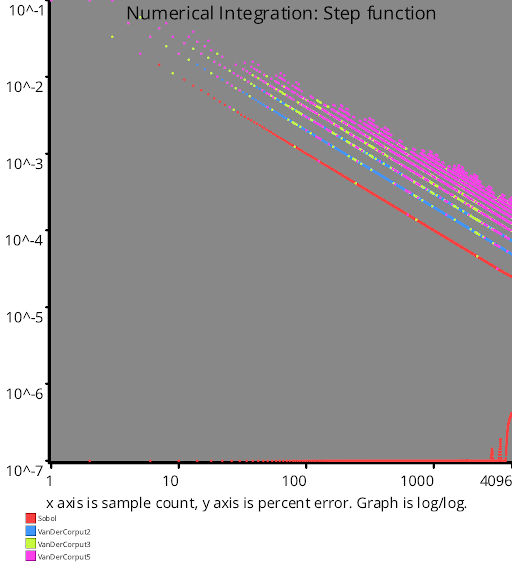 Numerical Integration: Step function
10^-1
10^-2
10^-3
10^-4
10^-5
10^-6
10^-7
1 10 100 1000 4096
x axis is sample count, y axis is percent error. Graph is log/log.
Sobol
VanDerCorput2
VanDerCorput3
VanDerCorput5